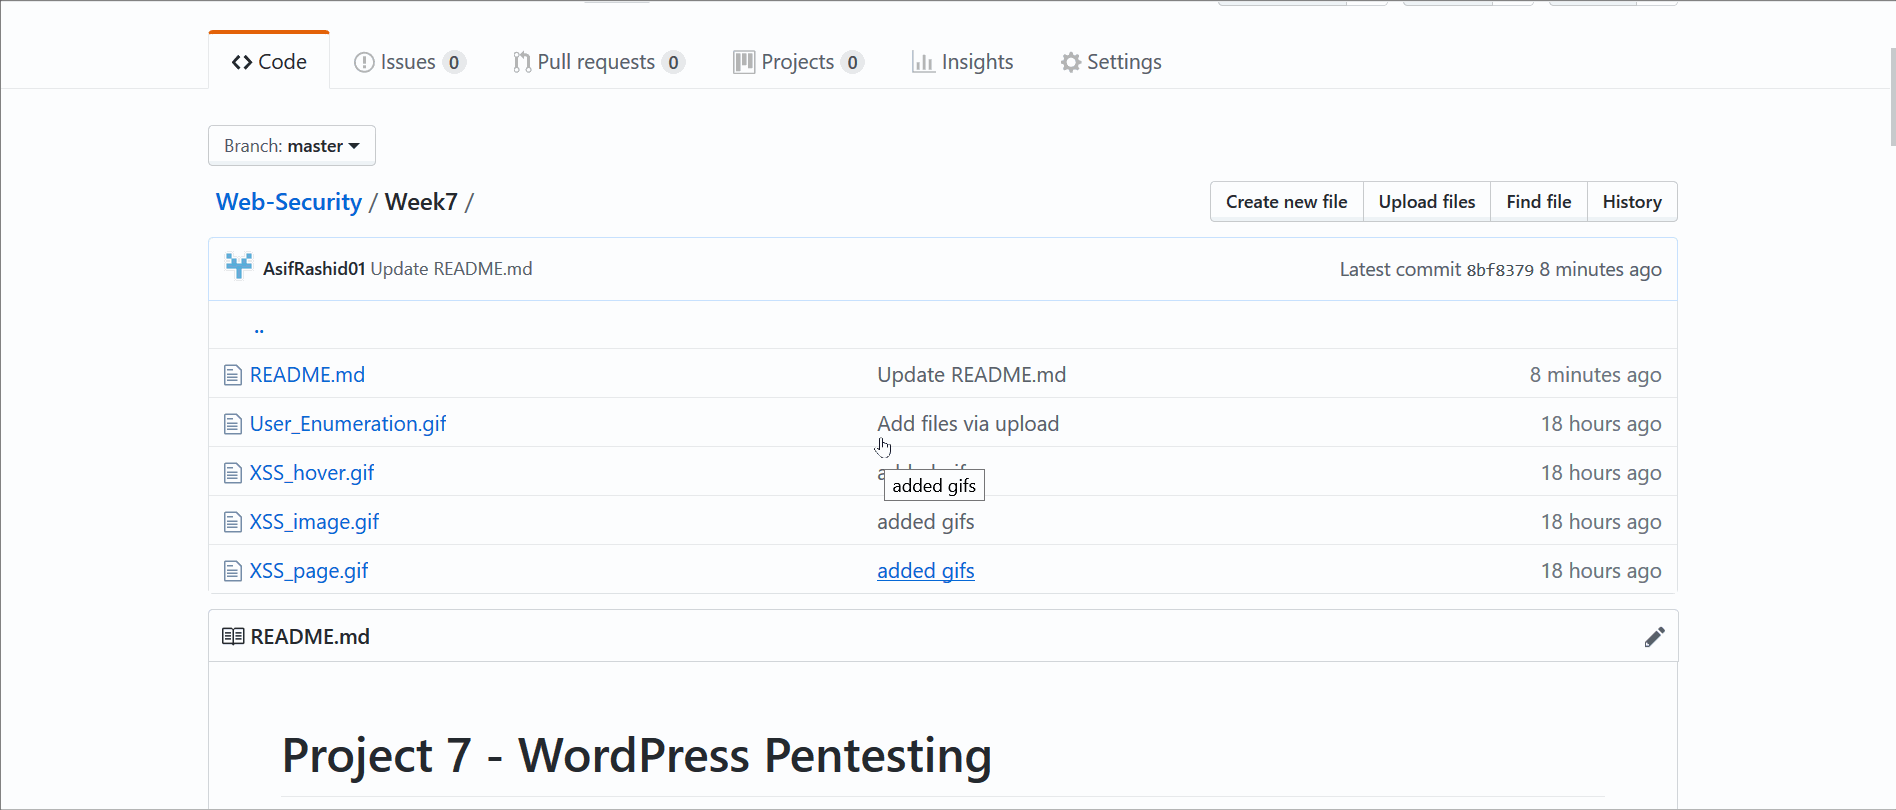 Code Issues 0 Pull requests 0 Projects 0 Insights Settings
Branch: master
Web-Security / Week7 / Create new file Upload files Find file History
AsifRashid01 Update README.md Latest commit 8bf8379 8 minutes ago
..
README.md Update README.md 8 minutes ago
User_Enumeration.gif Add files via upload 18 hours ago
XSS_hover.gif 18 hours ago
added gifs
XSS_image.gif added gifs 18 hours ago
XSS_page.gif added gifs 18 hours ago
README.md
Project 7 - WordPress Pentesting